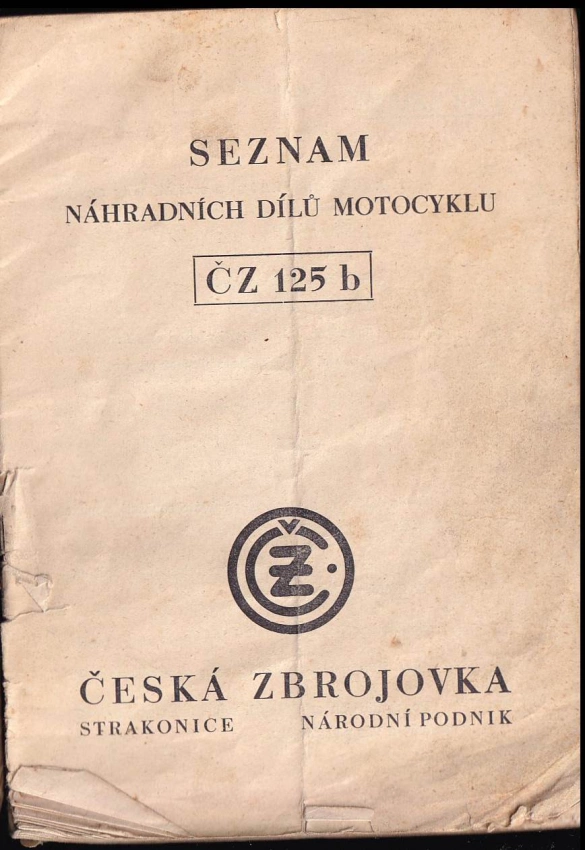 SEZNAM
NÁHRADNÍCH DÍLŮ MOTOCYKLU
ČZ 125 b
ČZ
ČESKÁ ZBROJOVKA
STRAKONICE NÁRODNÍ PODNIK